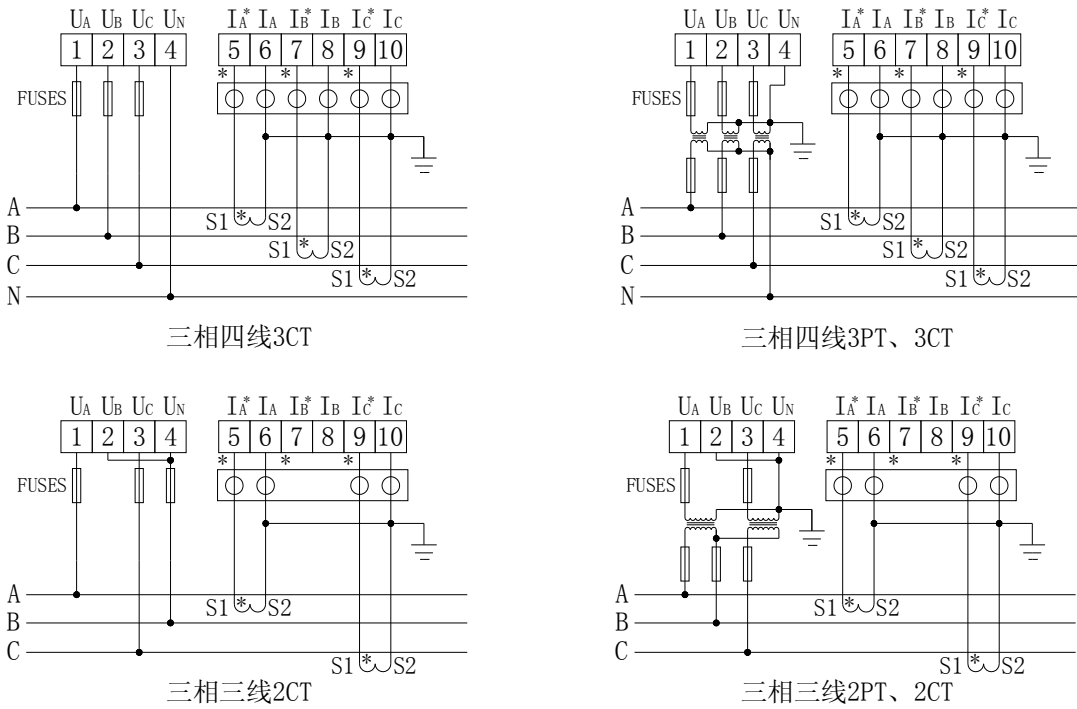 UA UB UC UN IA* IA IB* IB IC* IC
1 2 3 4 5 6 7 8 9 10
* * *
FUSES
A
S1 * S2
B
S1 * S2
C
S1 * S2
N
三相四线3CT
UA UB UC UN IA* IA IB* IB IC* IC
1 2 3 4 5 6 7 8 9 10
* * *
FUSES
A
S1 * S2
B
S1 * S2
C
S1 * S2
N
三相四线3PT、3CT
UA UB UC UN IA* IA IB* IB IC* IC
1 2 3 4 5 6 7 8 9 10
* * *
FUSES
A
S1 * S2
B
C
S1 * S2
三相三线2CT
UA UB UC UN IA* IA IB* IB IC* IC
1 2 3 4 5 6 7 8 9 10
* * *
FUSES
A
S1 * S2
B
C
S1 * S2
三相三线2PT、2CT